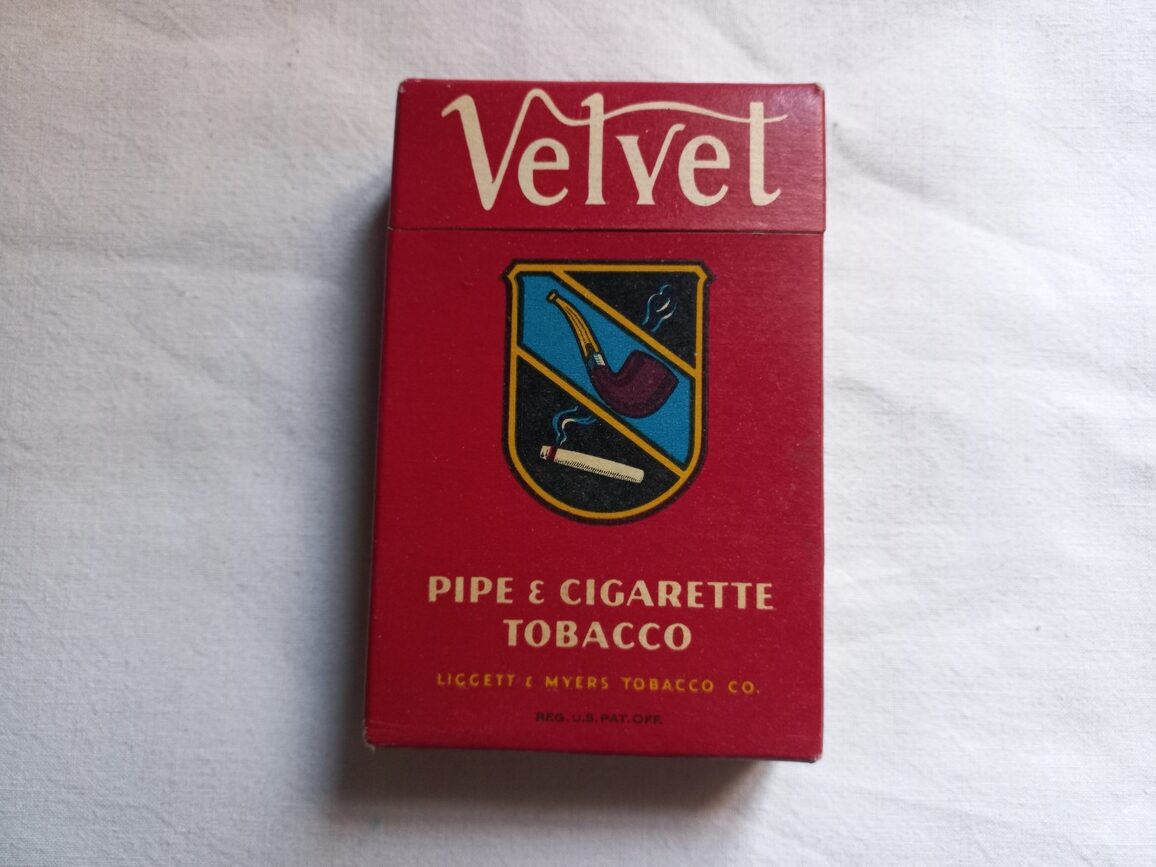 Velvet
PIPE & CIGARETTE
TOBACCO
LIGGETT & MYERS TOBACCO CO.
REG. U.S. PAT. OFF.